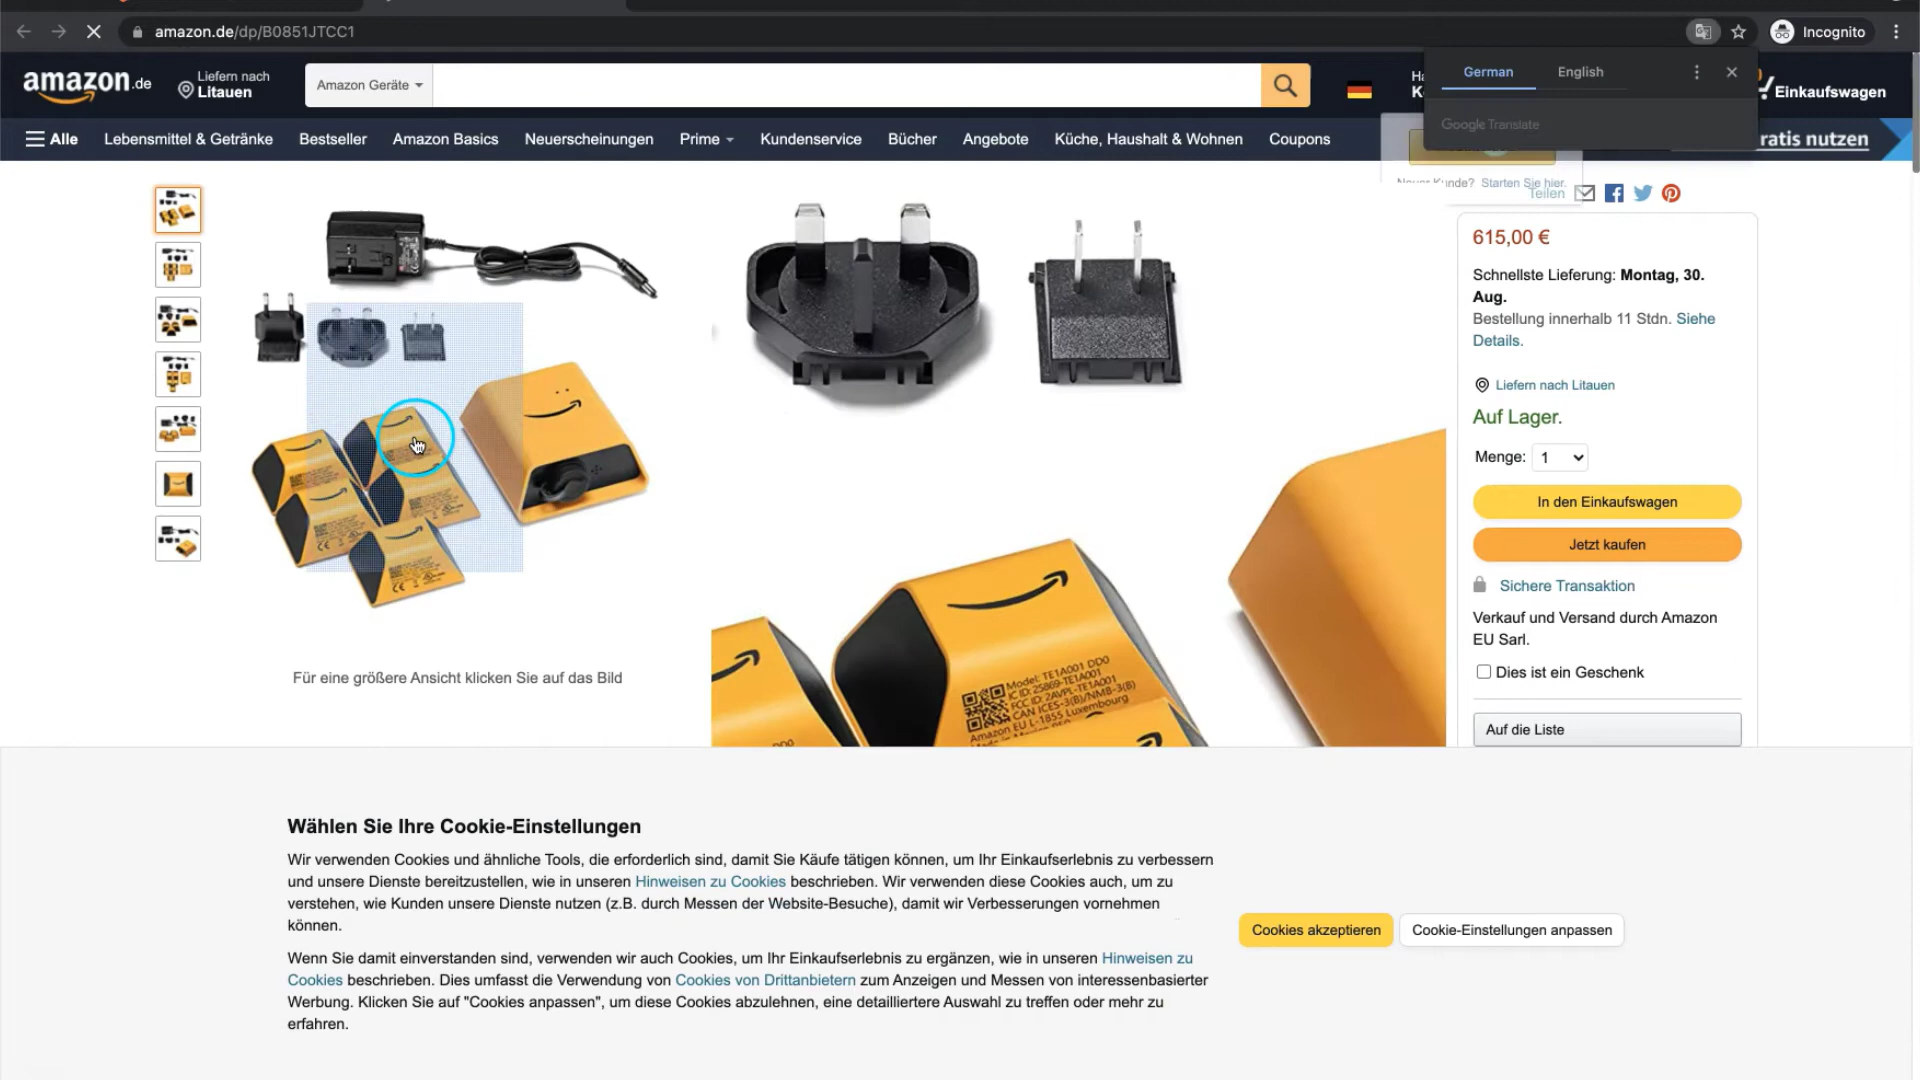 amazon.de/dp/B0851JTCC1
Incognito
amazon.de
Liefern nach
Litauen
Amazon Geräte
German
English
Google Translate
Einkaufswagen
Alle
Lebensmittel & Getränke
Bestseller
Amazon Basics
Neuerscheinungen
Prime
Kundenservice
Bücher
Angebote
Küche, Haushalt & Wohnen
Coupons
ratis nutzen
Neuer Kunde? Starten Sie hier.
Teilen
615,00 €
Schnellste Lieferung: Montag, 30.
Aug.
Bestellung innerhalb 11 Stdn. Siehe
Details.
Liefern nach Litauen
Auf Lager.
Menge: 1
In den Einkaufswagen
Jetzt kaufen
Sichere Transaktion
Verkauf und Versand durch Amazon
EU Sarl.
Dies ist ein Geschenk
Auf die Liste
Model: TE1A001 DD0
IC ID: 25869-TE1A001
FCC ID: 2AVPL-TE1A001
CAN ICES-3(B)/NMB-3(B)
Amazon EU L-1855 Luxembourg
Für eine größere Ansicht klicken Sie auf das Bild
Wählen Sie Ihre Cookie-Einstellungen
Wir verwenden Cookies und ähnliche Tools, die erforderlich sind, damit Sie Käufe tätigen können, um Ihr Einkaufserlebnis zu verbessern
und unsere Dienste bereitzustellen, wie in unseren Hinweisen zu Cookies beschrieben. Wir verwenden diese Cookies auch, um zu
verstehen, wie Kunden unsere Dienste nutzen (z.B. durch Messen der Website-Besuche), damit wir Verbesserungen vornehmen
können.
Wenn Sie damit einverstanden sind, verwenden wir auch Cookies, um Ihr Einkaufserlebnis zu ergänzen, wie in unseren Hinweisen zu
Cookies beschrieben. Dies umfasst die Verwendung von Cookies von Drittanbietern zum Anzeigen und Messen von interessenbasierter
Werbung. Klicken Sie auf "Cookies anpassen", um diese Cookies abzulehnen, eine detailliertere Auswahl zu treffen oder mehr zu
erfahren.
Cookies akzeptieren
Cookie-Einstellungen anpassen